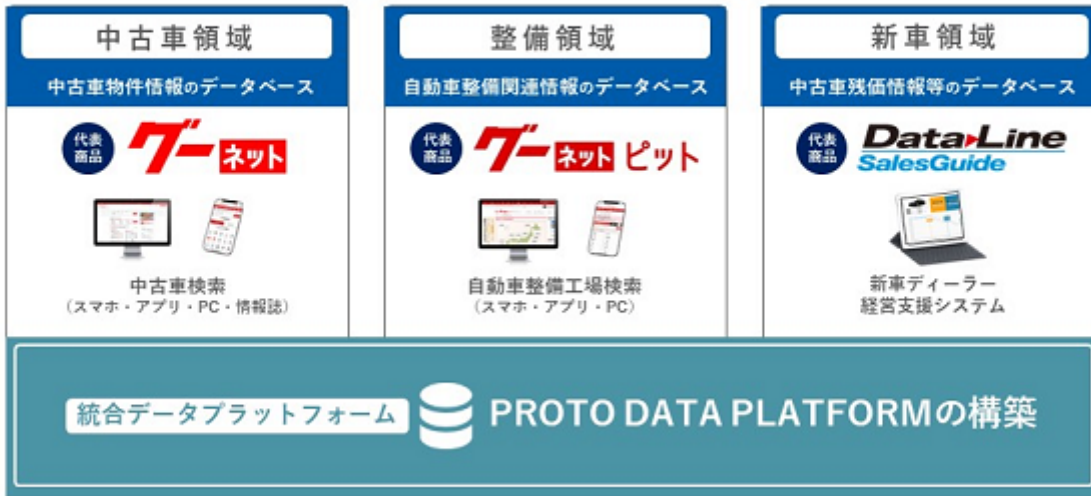 中古車領域
中古車物件情報のデータベース
代表
商品
グーネット
中古車検索
(スマホ・アプリ・PC・情報誌)
整備領域
自動車整備関連情報のデータベース
代表
商品
グーネット ピット
自動車整備工場検索
(スマホ・アプリ・PC)
新車領域
中古車残価情報等のデータベース
代表
商品
Data Line
SalesGuide
新車ディーラー
経営支援システム
統合データプラットフォーム
PROTO DATA PLATFORMの構築